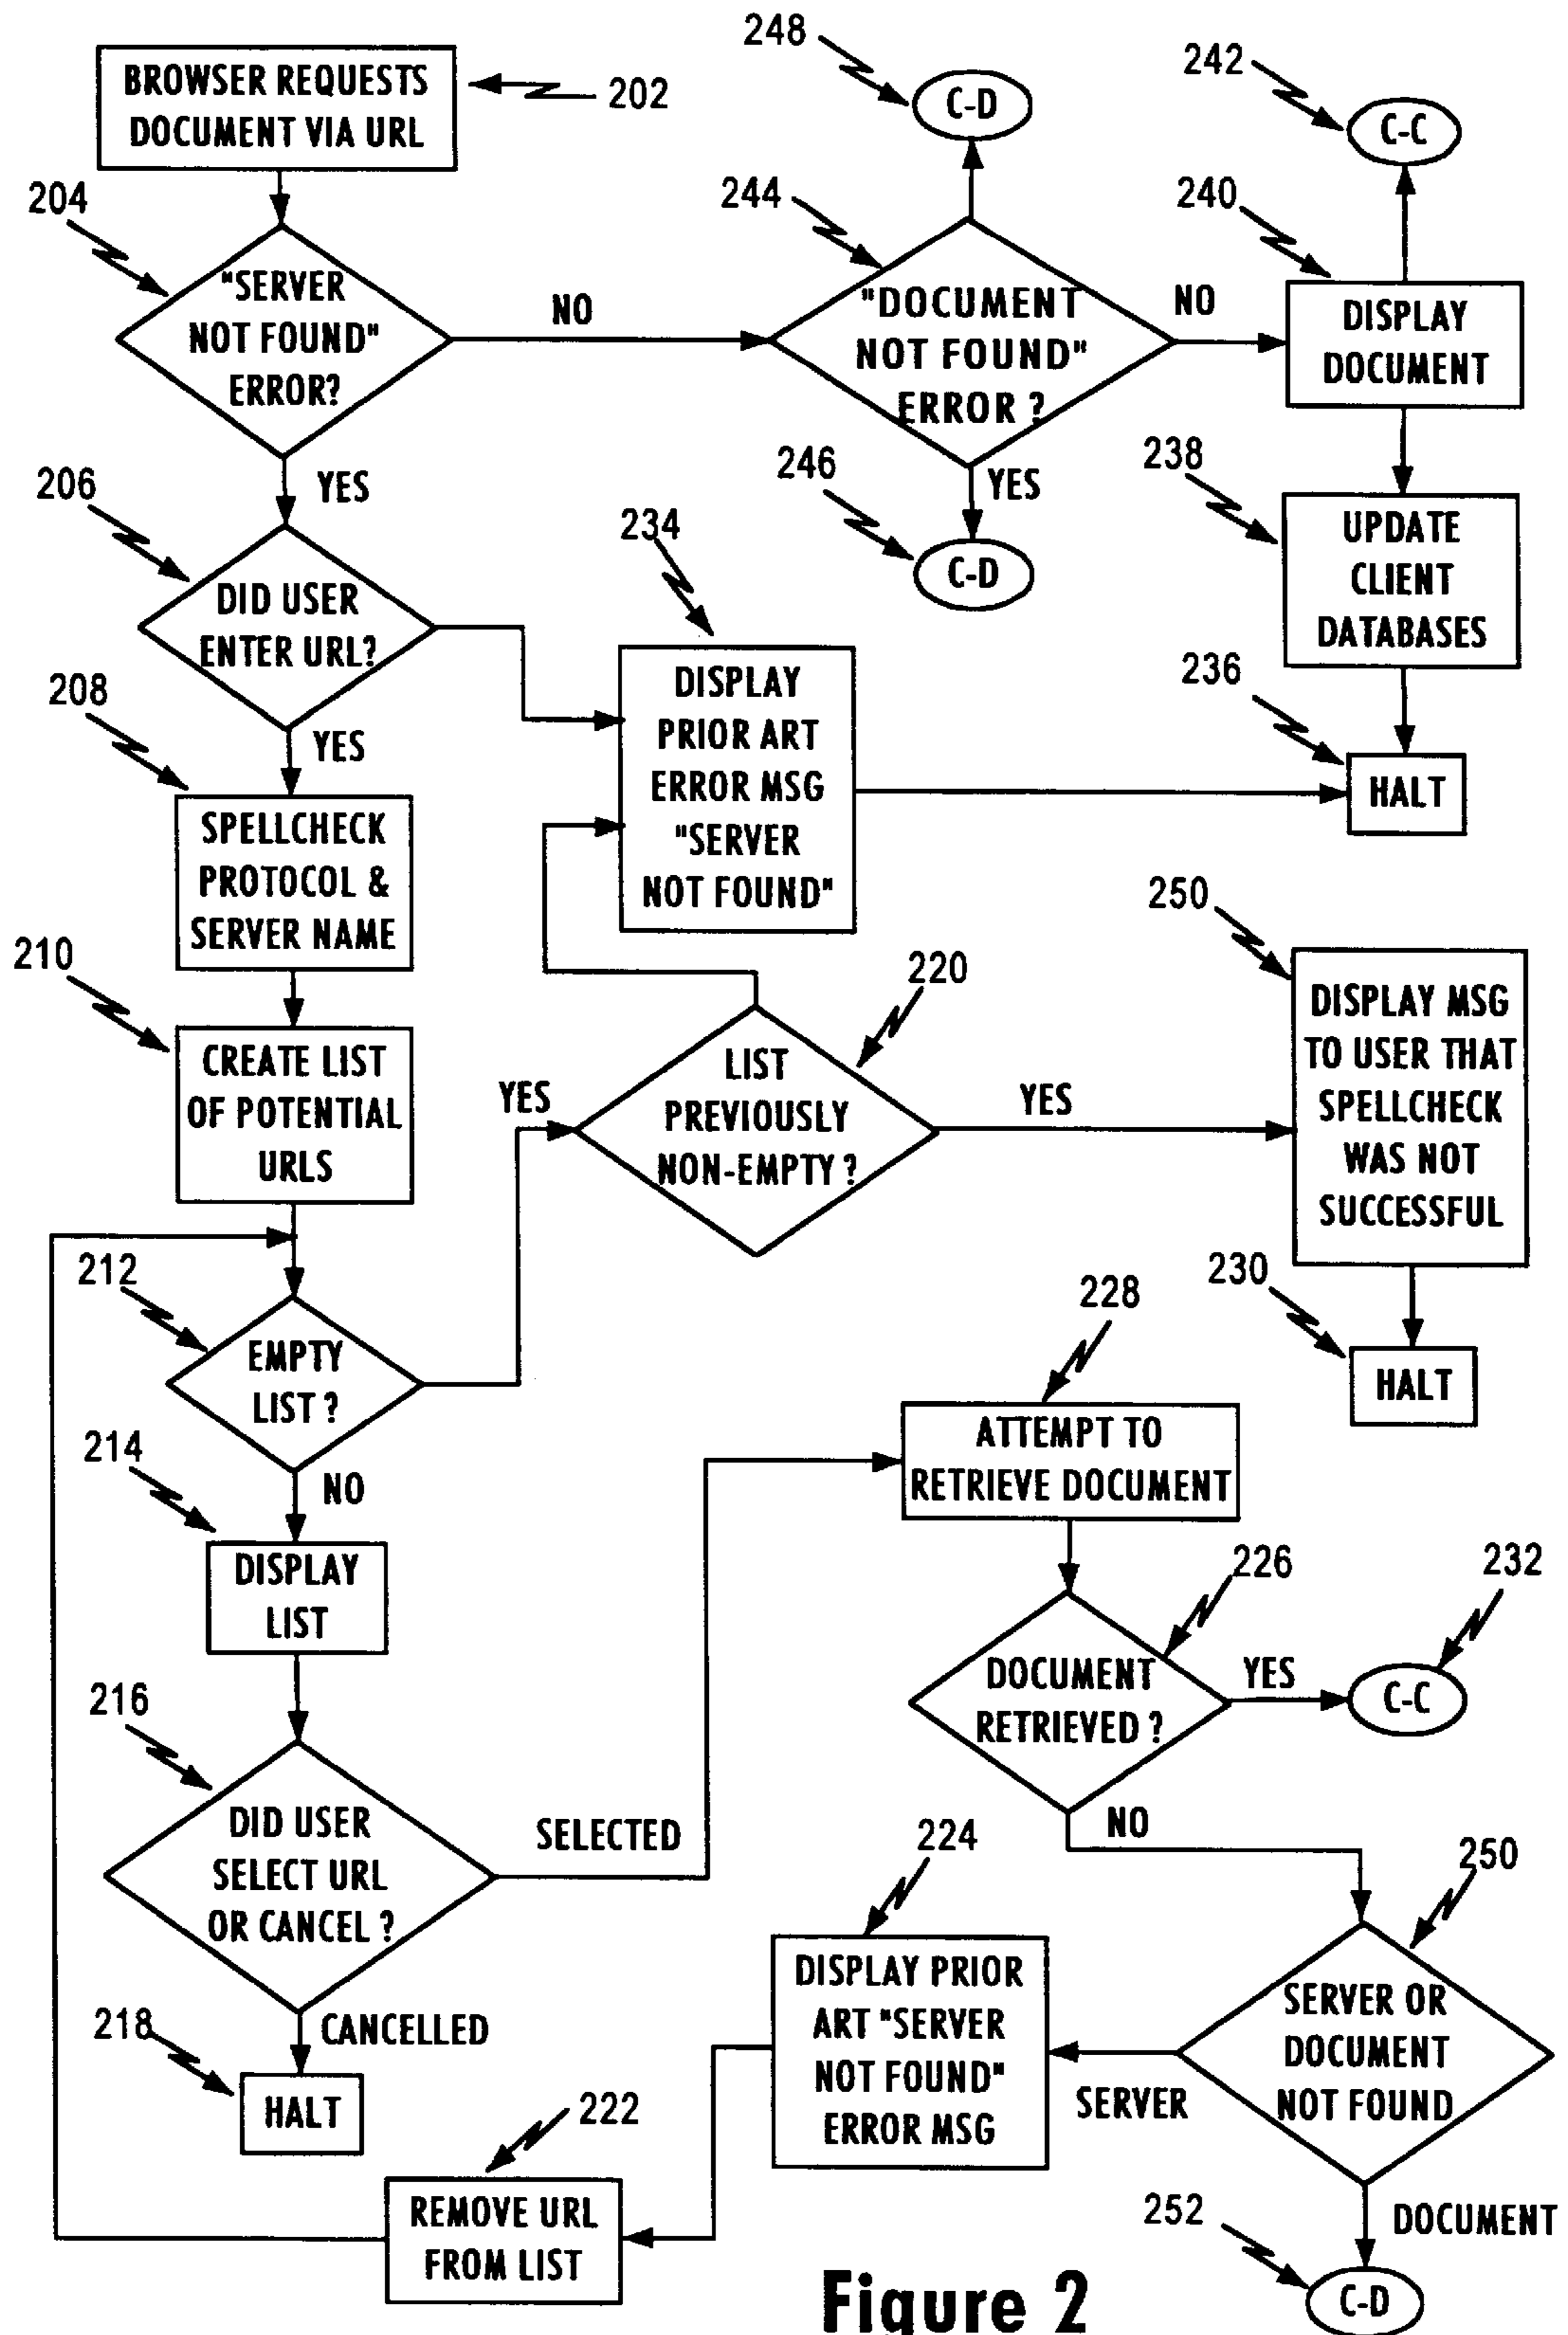 248
242
BROWSER REQUESTS
DOCUMENT VIA URL
202
C-D
C-C
204
244
240
"SERVER
NOT FOUND"
ERROR?
NO
"DOCUMENT
NOT FOUND"
ERROR ?
NO
DISPLAY
DOCUMENT
206
YES
246
YES
238
234
C-D
UPDATE
CLIENT
DATABASES
DID USER
ENTER URL?
208
YES
DISPLAY
PRIOR ART
ERROR MSG
"SERVER
NOT FOUND"
236
HALT
SPELLCHECK
PROTOCOL &
SERVER NAME
210
220
250
CREATE LIST
OF POTENTIAL
URLS
YES
LIST
PREVIOUSLY
NON-EMPTY ?
YES
DISPLAY MSG
TO USER THAT
SPELLCHECK
WAS NOT
SUCCESSFUL
212
228
230
EMPTY
LIST ?
HALT
214
NO
ATTEMPT TO
RETRIEVE DOCUMENT
DISPLAY
LIST
226
232
216
DOCUMENT
RETRIEVED ?
YES
C-C
DID USER
SELECT URL
OR CANCEL ?
SELECTED
NO
224
250
218
CANCELLED
DISPLAY PRIOR
ART "SERVER
NOT FOUND"
ERROR MSG
SERVER
SERVER OR
DOCUMENT
NOT FOUND
HALT
222
REMOVE URL
FROM LIST
252
DOCUMENT
C-D
Figure 2